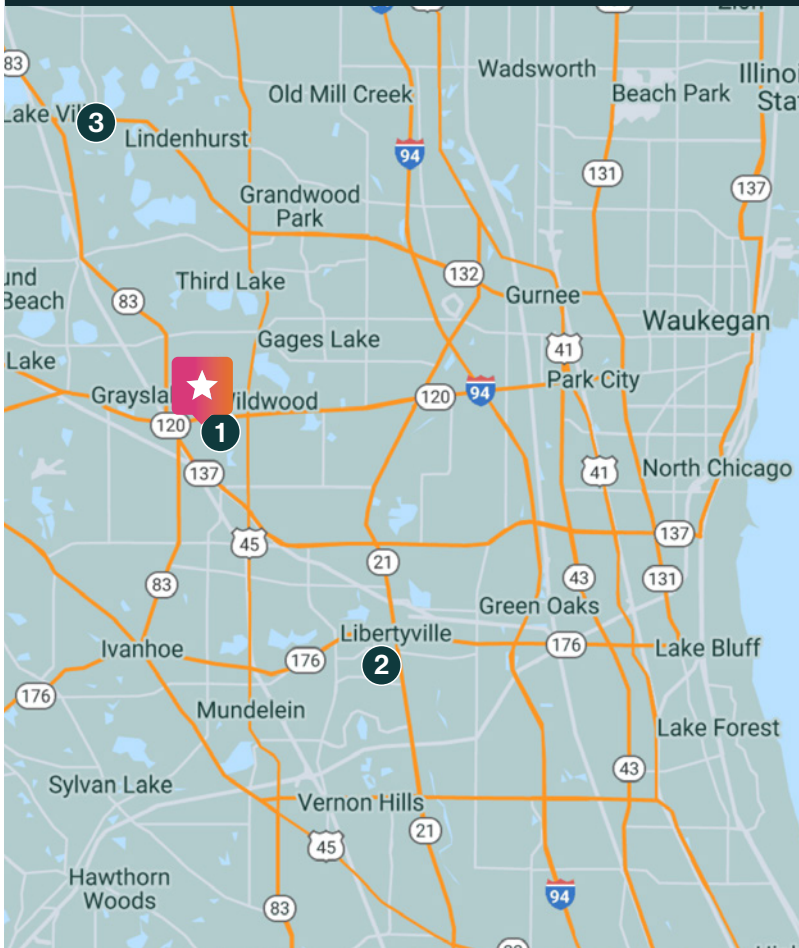 83
Wadsworth
Illinoi
Sta
Old Mill Creek
Beach Park
Lake Vil
3
Lindenhurst
94
131
137
Grandwood
Park
und
Beach
Third Lake
132
83
Gurnee
Waukegan
Gages Lake
41
Lake
Park City
Grayslak
Wildwood
120
94
120
1
137
41
North Chicago
45
137
21
83
43
131
Green Oaks
Libertyville
Ivanhoe
176
176
Lake Bluff
2
176
Mundelein
Lake Forest
43
Sylvan Lake
Vernon Hills
21
45
Hawthorn
Woods
94
83